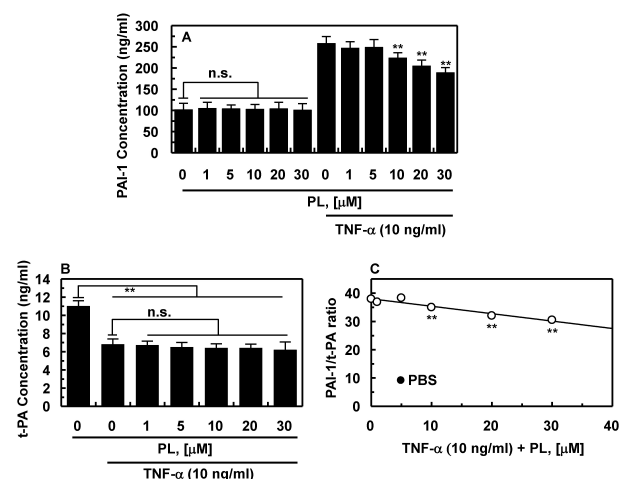 A
PAI-1 Concentration (ng/ml)
300
250
200
150
100
50
0
n.s.
**
**
**
0 1 5 10 20 30 0 1 5 10 20 30
PL, [μM]
TNF-α (10 ng/ml)
B
t-PA Concentration (ng/ml)
14
12
10
8
6
4
2
0
**
n.s.
0 0 1 5 10 20 30
PL, [μM]
TNF-α (10 ng/ml)
C
PAI-1/t-PA ratio
40
30
20
10
0
**
**
**
PBS
0 10 20 30 40
TNF-α (10 ng/ml) + PL, [μM]